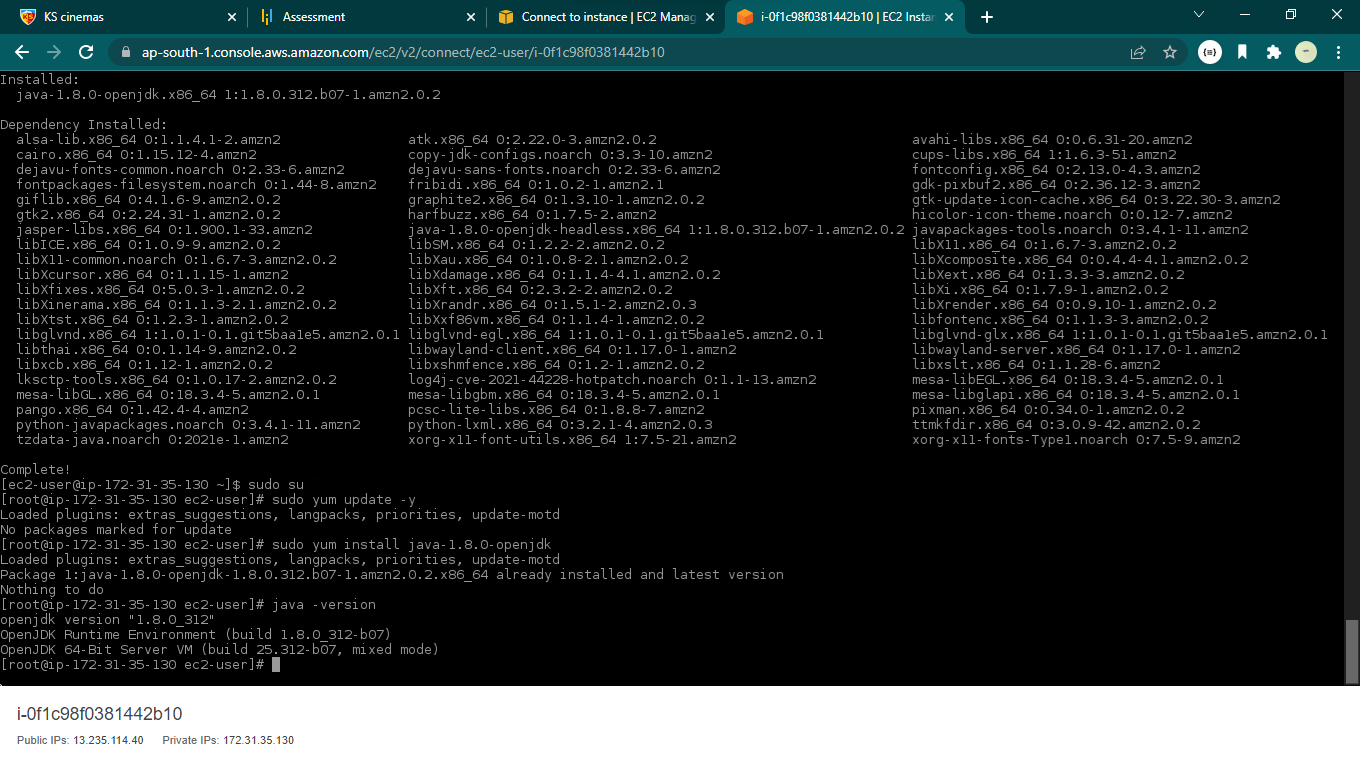 KS cinemas
Assessment
Connect to instance | EC2 Manag
i-0f1c98f0381442b10 | EC2 Instan
ap-south-1.console.aws.amazon.com/ec2/v2/connect/ec2-user/i-0f1c98f0381442b10
Installed:
java-1.8.0-openjdk.x86_64 1:1.8.0.312.b07-1.amzn2.0.2
Dependency Installed:
alsa-lib.x86_64 0:1.1.4.1-2.amzn2 atk.x86_64 0:2.22.0-3.amzn2.0.2 avahi-libs.x86_64 0:0.6.31-20.amzn2
cairo.x86_64 0:1.15.12-4.amzn2 copy-jdk-configs.noarch 0:3.3-10.amzn2 cups-libs.x86_64 1:1.6.3-51.amzn2
dejavu-fonts-common.noarch 0:2.33-6.amzn2 dejavu-sans-fonts.noarch 0:2.33-6.amzn2 fontconfig.x86_64 0:2.13.0-4.3.amzn2
fontpackages-filesystem.noarch 0:1.44-8.amzn2 fribidi.x86_64 0:1.0.2-1.amzn2.1 gdk-pixbuf2.x86_64 0:2.36.12-3.amzn2
giflib.x86_64 0:4.1.6-9.amzn2.0.2 graphite2.x86_64 0:1.3.10-1.amzn2.0.2 gtk-update-icon-cache.x86_64 0:3.22.30-3.amzn2
gtk2.x86_64 0:2.24.31-1.amzn2.0.2 harfbuzz.x86_64 0:1.7.5-2.amzn2 hicolor-icon-theme.noarch 0:0.12-7.amzn2
jasper-libs.x86_64 0:1.900.1-33.amzn2 java-1.8.0-openjdk-headless.x86_64 1:1.8.0.312.b07-1.amzn2.0.2 javapackages-tools.noarch 0:3.4.1-11.amzn2
libICE.x86_64 0:1.0.9-9.amzn2.0.2 libSM.x86_64 0:1.2.2-2.amzn2.0.2 libX11.x86_64 0:1.6.7-3.amzn2.0.2
libX11-common.noarch 0:1.6.7-3.amzn2.0.2 libXau.x86_64 0:1.0.8-2.1.amzn2.0.2 libXcomposite.x86_64 0:0.4.4-4.1.amzn2.0.2
libXcursor.x86_64 0:1.1.15-1.amzn2 libXdamage.x86_64 0:1.1.4-4.1.amzn2.0.2 libXext.x86_64 0:1.3.3-3.amzn2.0.2
libXfixes.x86_64 0:5.0.3-1.amzn2.0.2 libXft.x86_64 0:2.3.2-2.amzn2.0.2 libXi.x86_64 0:1.7.9-1.amzn2.0.2
libXinerama.x86_64 0:1.1.3-2.1.amzn2.0.2 libXrandr.x86_64 0:1.5.1-2.amzn2.0.3 libXrender.x86_64 0:0.9.10-1.amzn2.0.2
libXtst.x86_64 0:1.2.3-1.amzn2.0.2 libXxf86vm.x86_64 0:1.1.4-1.amzn2.0.2 libfontenc.x86_64 0:1.1.3-3.amzn2.0.2
libglvnd.x86_64 1:1.0.1-0.1.git5baa1e5.amzn2.0.1 libglvnd-egl.x86_64 1:1.0.1-0.1.git5baa1e5.amzn2.0.1 libglvnd-glx.x86_64 1:1.0.1-0.1.git5baa1e5.amzn2.0.1
libthai.x86_64 0:0.1.14-9.amzn2.0.2 libwayland-client.x86_64 0:1.17.0-1.amzn2 libwayland-server.x86_64 0:1.17.0-1.amzn2
libxcb.x86_64 0:1.12-1.amzn2.0.2 libxshmfence.x86_64 0:1.2-1.amzn2.0.2 libxslt.x86_64 0:1.1.28-6.amzn2
lksctp-tools.x86_64 0:1.0.17-2.amzn2.0.2 log4j-cve-2021-44228-hotpatch.noarch 0:1.1-13.amzn2 mesa-libEGL.x86_64 0:18.3.4-5.amzn2.0.1
mesa-libGL.x86_64 0:18.3.4-5.amzn2.0.1 mesa-libgbm.x86_64 0:18.3.4-5.amzn2.0.1 mesa-libglapi.x86_64 0:18.3.4-5.amzn2.0.1
pango.x86_64 0:1.42.4-4.amzn2 pcsc-lite-libs.x86_64 0:1.8.8-7.amzn2 pixman.x86_64 0:0.34.0-1.amzn2.0.2
python-javapackages.noarch 0:3.4.1-11.amzn2 python-lxml.x86_64 0:3.2.1-4.amzn2.0.3 ttmkfdir.x86_64 0:3.0.9-42.amzn2.0.2
tzdata-java.noarch 0:2021e-1.amzn2 xorg-x11-font-utils.x86_64 1:7.5-21.amzn2 xorg-x11-fonts-Type1.noarch 0:7.5-9.amzn2
Complete!
[ec2-user@ip-172-31-35-130 ~]$ sudo su
[root@ip-172-31-35-130 ec2-user]# sudo yum update -y
Loaded plugins: extras_suggestions, langpacks, priorities, update-motd
No packages marked for update
[root@ip-172-31-35-130 ec2-user]# sudo yum install java-1.8.0-openjdk
Loaded plugins: extras_suggestions, langpacks, priorities, update-motd
Package 1:java-1.8.0-openjdk-1.8.0.312.b07-1.amzn2.0.2.x86_64 already installed and latest version
Nothing to do
[root@ip-172-31-35-130 ec2-user]# java -version
openjdk version "1.8.0_312"
OpenJDK Runtime Environment (build 1.8.0_312-b07)
OpenJDK 64-Bit Server VM (build 25.312-b07, mixed mode)
[root@ip-172-31-35-130 ec2-user]#
i-0f1c98f0381442b10
Public IPs: 13.235.114.40 Private IPs: 172.31.35.130